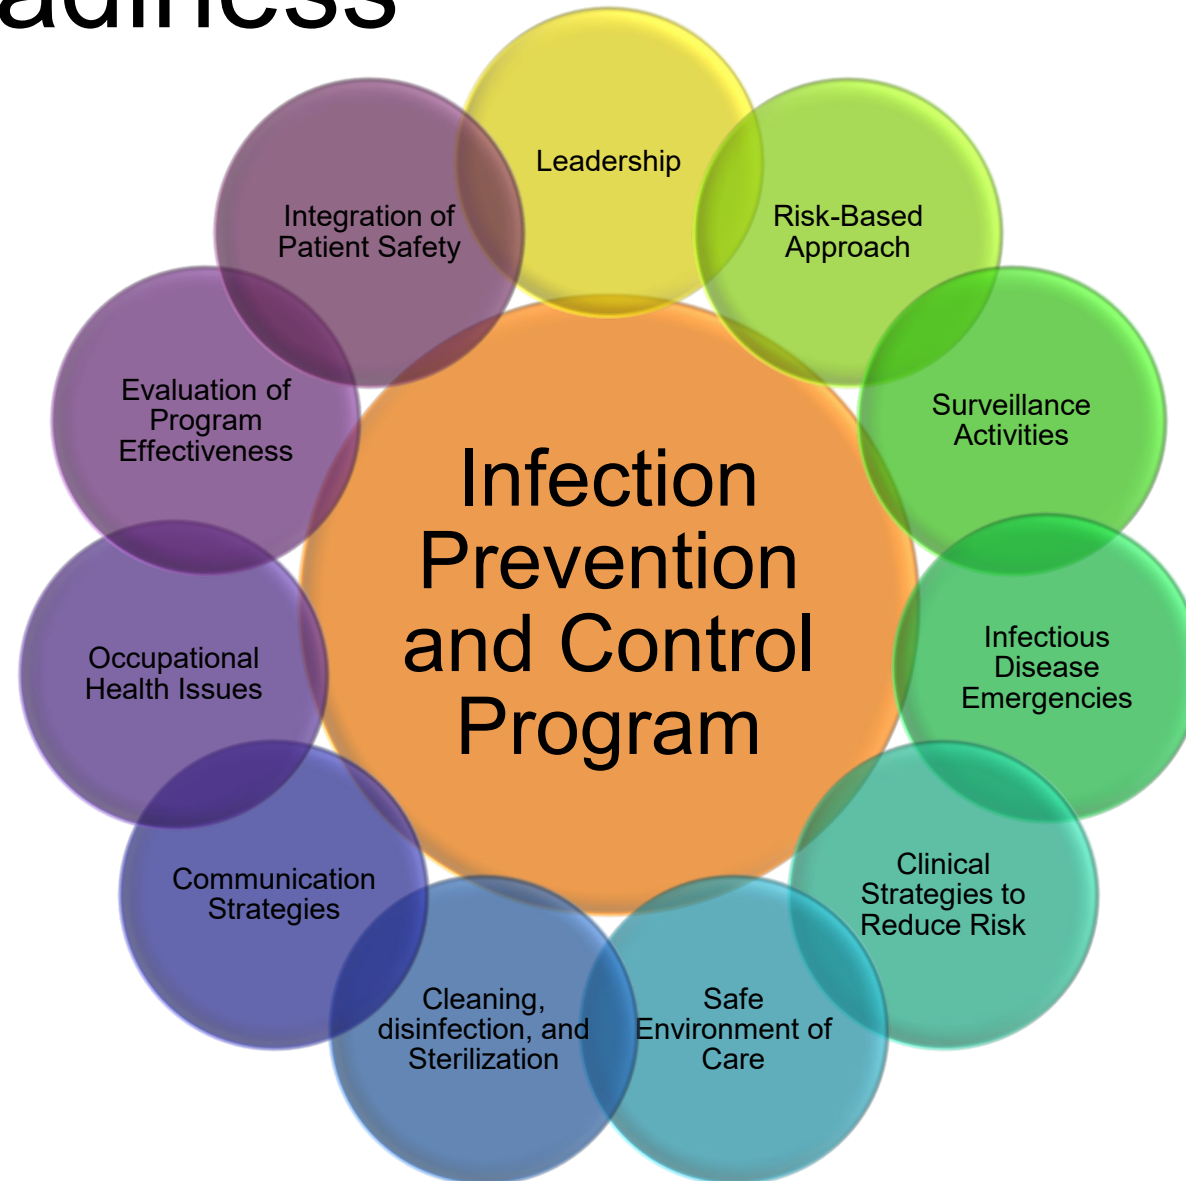 Leadership
Risk-Based
Approach
Surveillance
Activities
Infectious
Disease
Emergencies
Clinical
Strategies to
Reduce Risk
Safe
Environment of
Care
Cleaning,
disinfection, and
Sterilization
Communication
Strategies
Occupational
Health Issues
Evaluation of
Program
Effectiveness
Integration of
Patient Safety
Infection
Prevention
and Control
Program